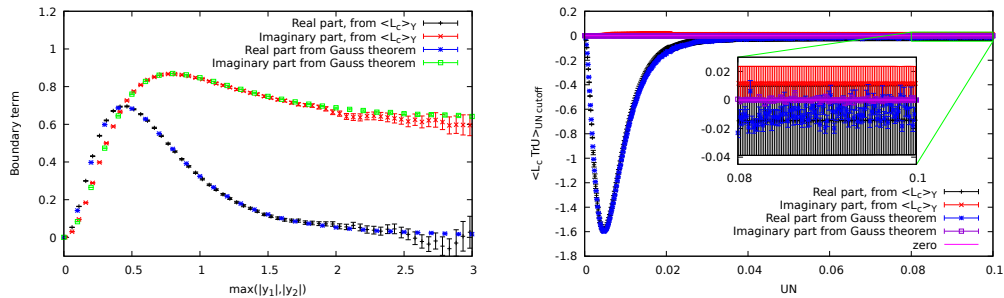 Real part, from <L_c>_Y
Imaginary part, from <L_c>_Y
Real part from Gauss theorem
Imaginary part from Gauss theorem
Boundary term
1
0.8
0.6
0.4
0.2
0
0
0.5
1
1.5
2
2.5
3
max(|y_1|,|y_2|)
<L_c TrU>_UN cutoff
0.2
0
-0.2
-0.4
-0.6
-0.8
-1
-1.2
-1.4
-1.6
-1.8
0.02
0
-0.02
-0.04
0.08
0.1
Real part, from <L_c>_Y
Imaginary part, from <L_c>_Y
Real part from Gauss theorem
Imaginary part from Gauss theorem
zero
0
0.02
0.04
0.06
0.08
0.1
UN